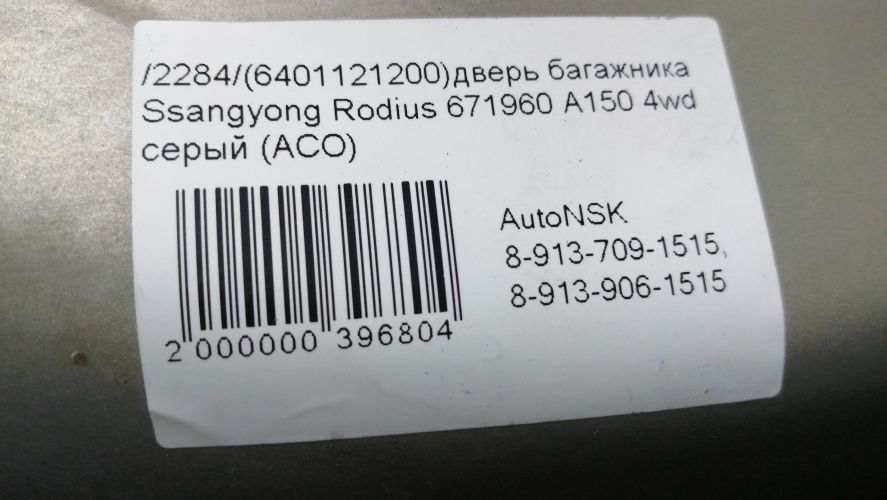 /2284/(6401121200)дверь багажника
Ssangyong Rodius 671960 A150 4wd
серый (ACO)
AutoNSK
8-913-709-1515,
8-913-906-1515
2 000000 396804